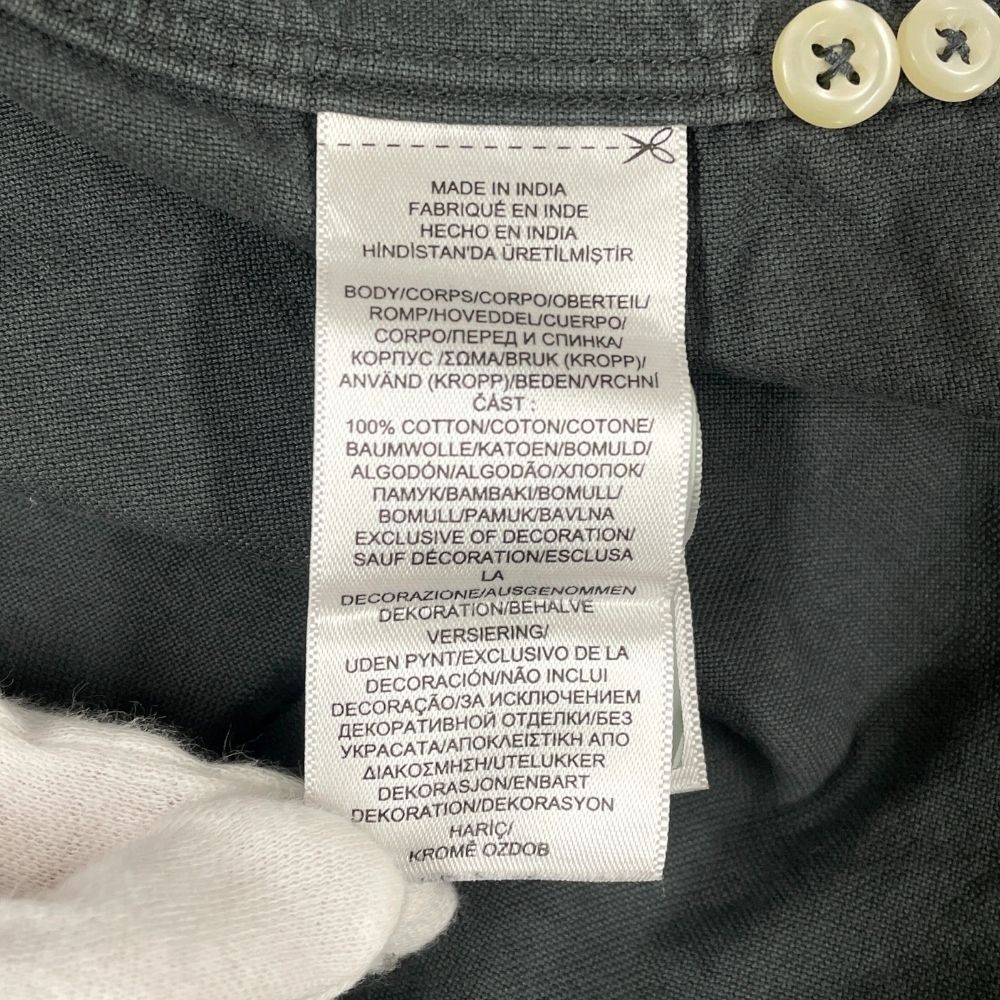 MADE IN INDIA
FABRIQUÉ EN INDE
HECHO EN INDIA
HİNDİSTAN'DA ÜRETİLMİŞTİR
BODY/CORPS/CORPO/OBERTEIL/
ROMP/HOVEDDEL/CUERPO/
CORPO/ПЕРЕД И СПИНКА/
КОРПУС /ΣΩΜΑ/BRUK (KROPP)/
ANVÄND (KROPP)/BEDEN/VRCHNÍ
ČÁST :
100% COTTON/COTON/COTONE/
BAUMWOLLE/KATOEN/BOMULD/
ALGODÓN/ALGODÃO/ХЛОПОК/
ПАМУК/BAMBAKI/BOMULL/
BOMULL/PAMUK/BAVLNA
EXCLUSIVE OF DECORATION/
SAUF DÉCORATION/ESCLUSA
LA
DECORAZIONE/AUSGENOMMEN
DEKORATION/BEHALVE
VERSIERING/
UDEN PYNT/EXCLUSIVO DE LA
DECORACIÓN/NÃO INCLUI
DECORAÇÃO/ЗА ИСКЛЮЧЕНИЕМ
ДЕКОРАТИВНОЙ ОТДЕЛКИ/БЕЗ
УКРАСАТА/ΑΠΟΚΛΕΙΣΤΙΚΗ ΑΠΟ
ΔΙΑΚΟΣΜΗΣΗ/UTELUKKER
DEKORASJON/ENBART
DEKORATION/DEKORASYON
HARİÇ/
KROMĚ OZDOB